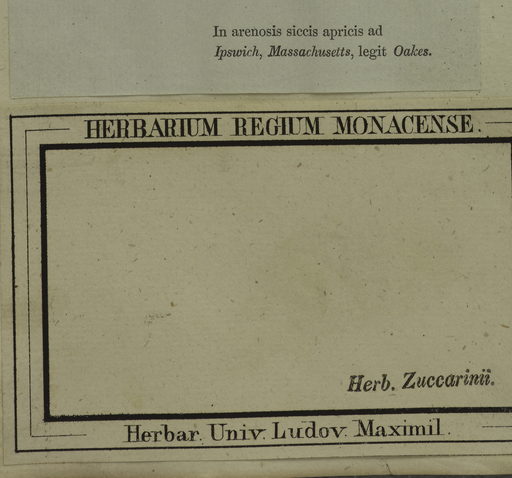 In arenosis siccis apricis ad
Ipswich, Massachusetts, legit Oakes.
HERBARIUM REGIUM MONACENSE.
Herb. Zuccarinii.
Herbar. Univ. Ludov. Maximil.